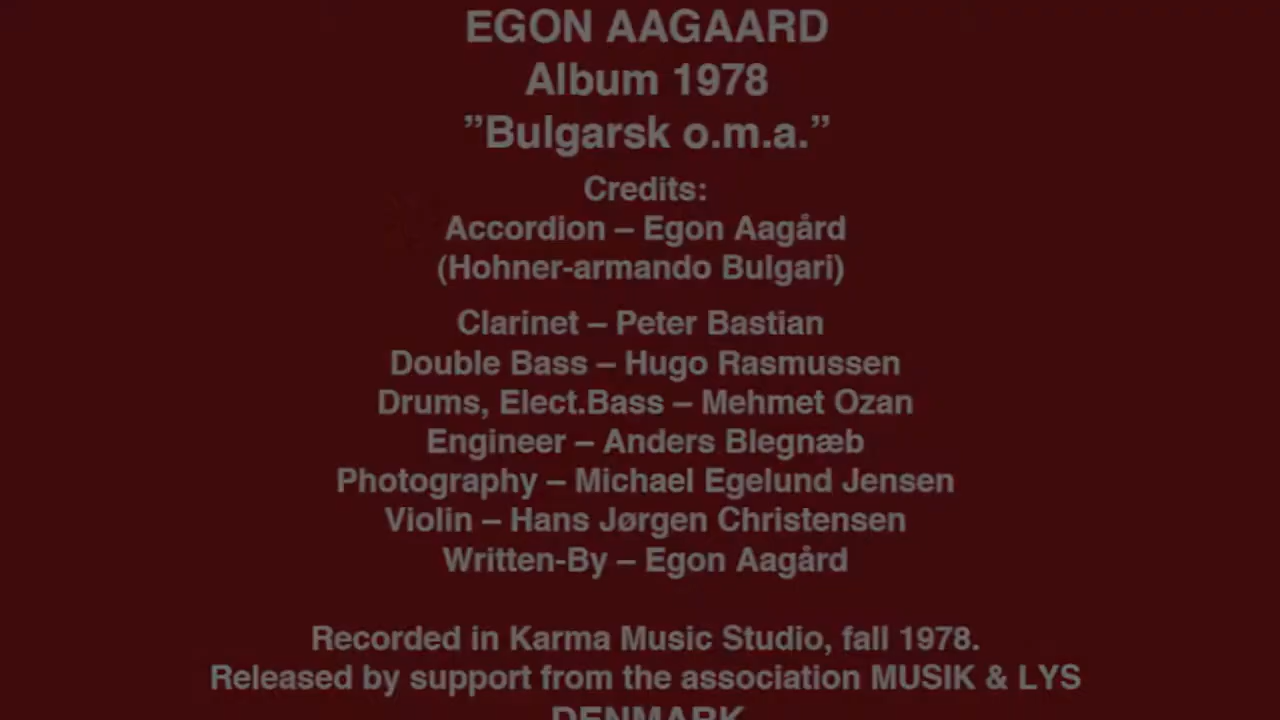 EGON AAGAARD
Album 1978
”Bulgarsk o.m.a.”
Credits:
Accordion – Egon Aagård
(Hohner-armando Bulgari)
Clarinet – Peter Bastian
Double Bass – Hugo Rasmussen
Drums, Elect.Bass – Mehmet Ozan
Engineer – Anders Blegnæb
Photography – Michael Egelund Jensen
Violin – Hans Jørgen Christensen
Written-By – Egon Aagård
Recorded in Karma Music Studio, fall 1978.
Released by support from the association MUSIK & LYS
DENMARK